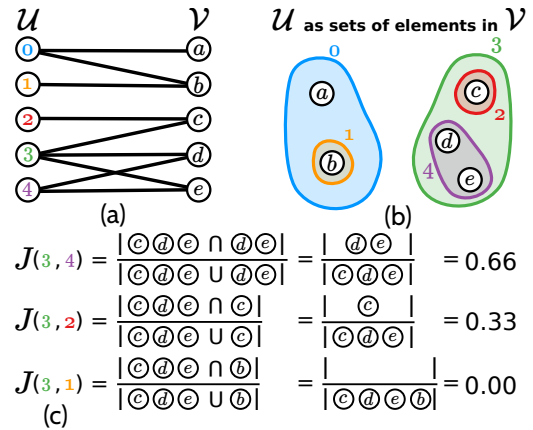 U V U as sets of elements in V
0 a 0 3
1 b a c
2 c 1 2
3 d b d
4 e 4 e
(a) (b)
J(3,4) = |c d e ∩ d e| / |c d e ∪ d e| = |d e| / |c d e| = 0.66
J(3,2) = |c d e ∩ c| / |c d e ∪ c| = |c| / |c d e| = 0.33
J(3,1) = |c d e ∩ b| / |c d e ∪ b| = | | / |c d e b| = 0.00
(c)